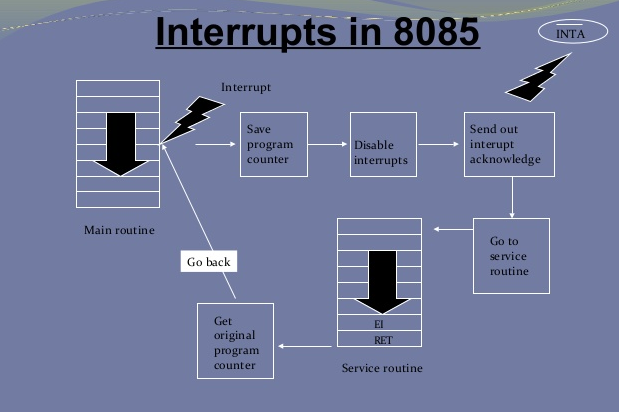 Interrupts in 8085
INTA
Interrupt
Save
program
counter
Disable
interrupts
Send out
interupt
acknowledge
Main routine
Go to
service
routine
Go back
Get
original
program
counter
EI
RET
Service routine